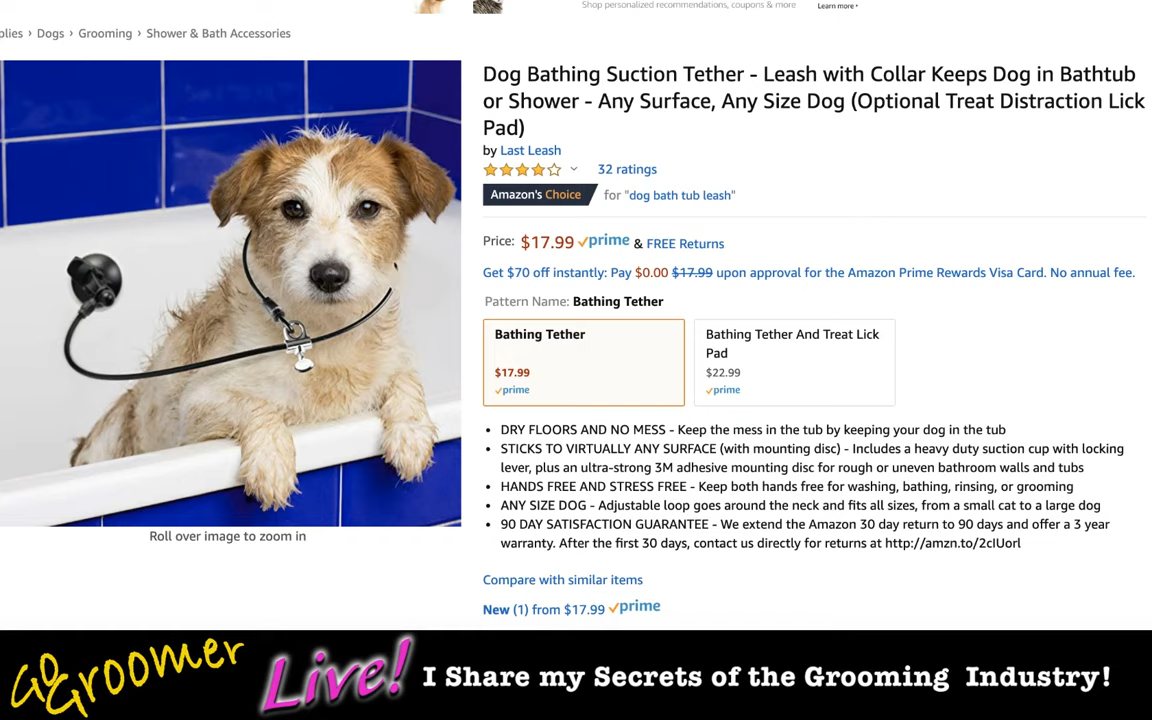 Shop personalized recommendations, coupons & more
Learn more
plies › Dogs › Grooming › Shower & Bath Accessories
Dog Bathing Suction Tether - Leash with Collar Keeps Dog in Bathtub
or Shower - Any Surface, Any Size Dog (Optional Treat Distraction Lick
Pad)
by Last Leash
32 ratings
Amazon's Choice for "dog bath tub leash"
Price: $17.99 prime & FREE Returns
Get $70 off instantly: Pay $0.00 $17.99 upon approval for the Amazon Prime Rewards Visa Card. No annual fee.
Pattern Name: Bathing Tether
Bathing Tether
$17.99
prime
Bathing Tether And Treat Lick
Pad
$22.99
prime
• DRY FLOORS AND NO MESS - Keep the mess in the tub by keeping your dog in the tub
• STICKS TO VIRTUALLY ANY SURFACE (with mounting disc) - Includes a heavy duty suction cup with locking
lever, plus an ultra-strong 3M adhesive mounting disc for rough or uneven bathroom walls and tubs
• HANDS FREE AND STRESS FREE - Keep both hands free for washing, bathing, rinsing, or grooming
• ANY SIZE DOG - Adjustable loop goes around the neck and fits all sizes, from a small cat to a large dog
• 90 DAY SATISFACTION GUARANTEE - We extend the Amazon 30 day return to 90 days and offer a 3 year
warranty. After the first 30 days, contact us directly for returns at http://amzn.to/2cIUorl
Roll over image to zoom in
Compare with similar items
New (1) from $17.99 prime
GoGroomer Live! I Share my Secrets of the Grooming Industry!